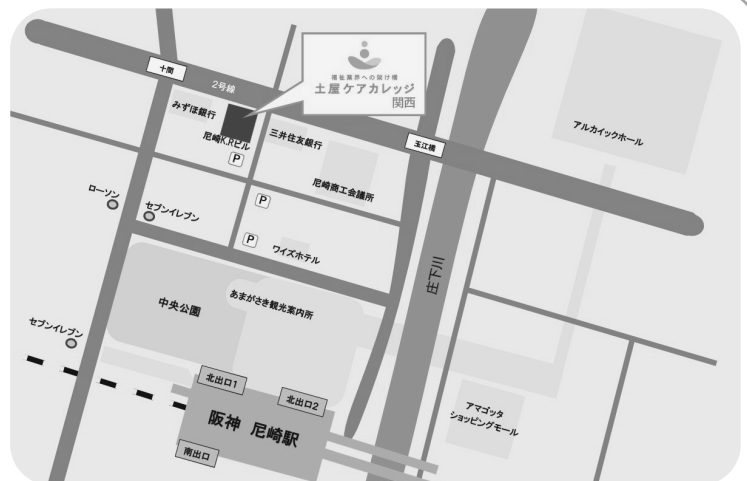 福祉業界への架け橋
土屋ケアカレッジ
関西
十間
2号線
みずほ銀行
尼崎K.Rビル
P
三井住友銀行
玉江橋
アルカイックホール
尼崎商工会議所
ローソン
セブンイレブン
P
P
ワイズホテル
庄下川
中央公園
あまがさき観光案内所
セブンイレブン
北出口1
北出口2
阪神 尼崎駅
南出口
アマゴッタ
ショッピングモール